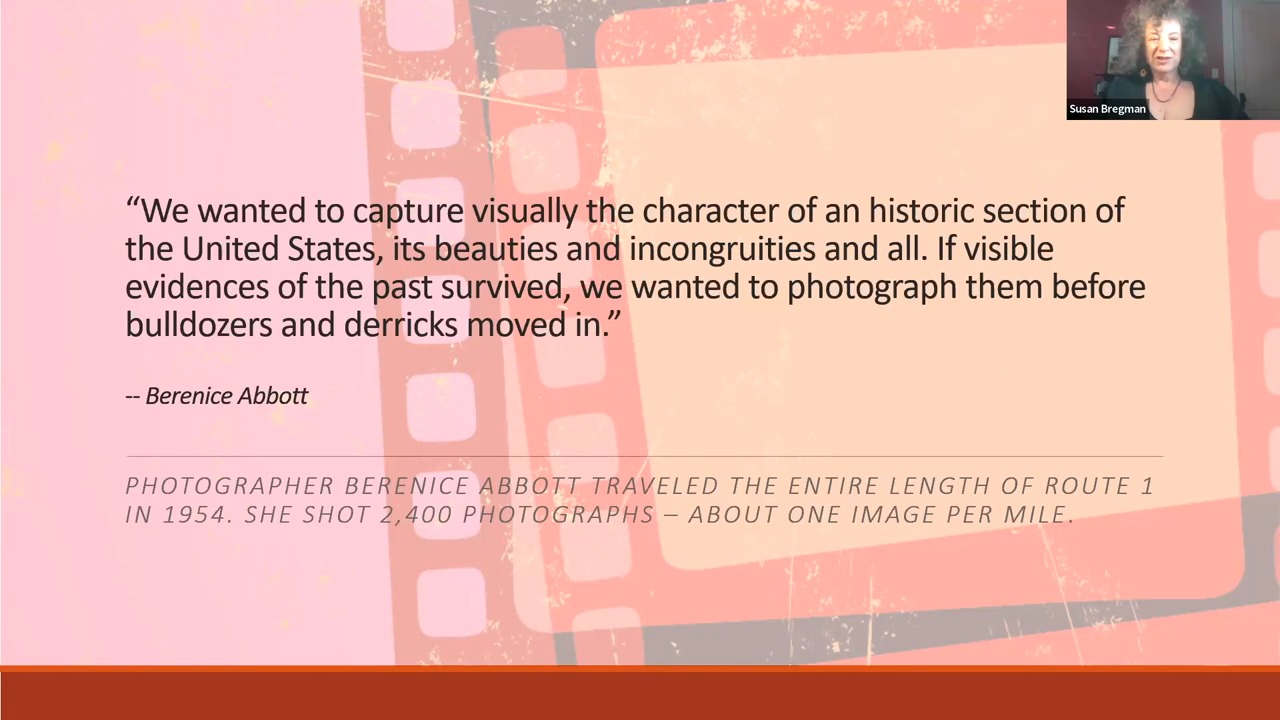 Susan Bregman
“We wanted to capture visually the character of an historic section of
the United States, its beauties and incongruities and all. If visible
evidences of the past survived, we wanted to photograph them before
bulldozers and derricks moved in.”
-- Berenice Abbott
PHOTOGRAPHER BERENICE ABBOTT TRAVELED THE ENTIRE LENGTH OF ROUTE 1
IN 1954. SHE SHOT 2,400 PHOTOGRAPHS – ABOUT ONE IMAGE PER MILE.